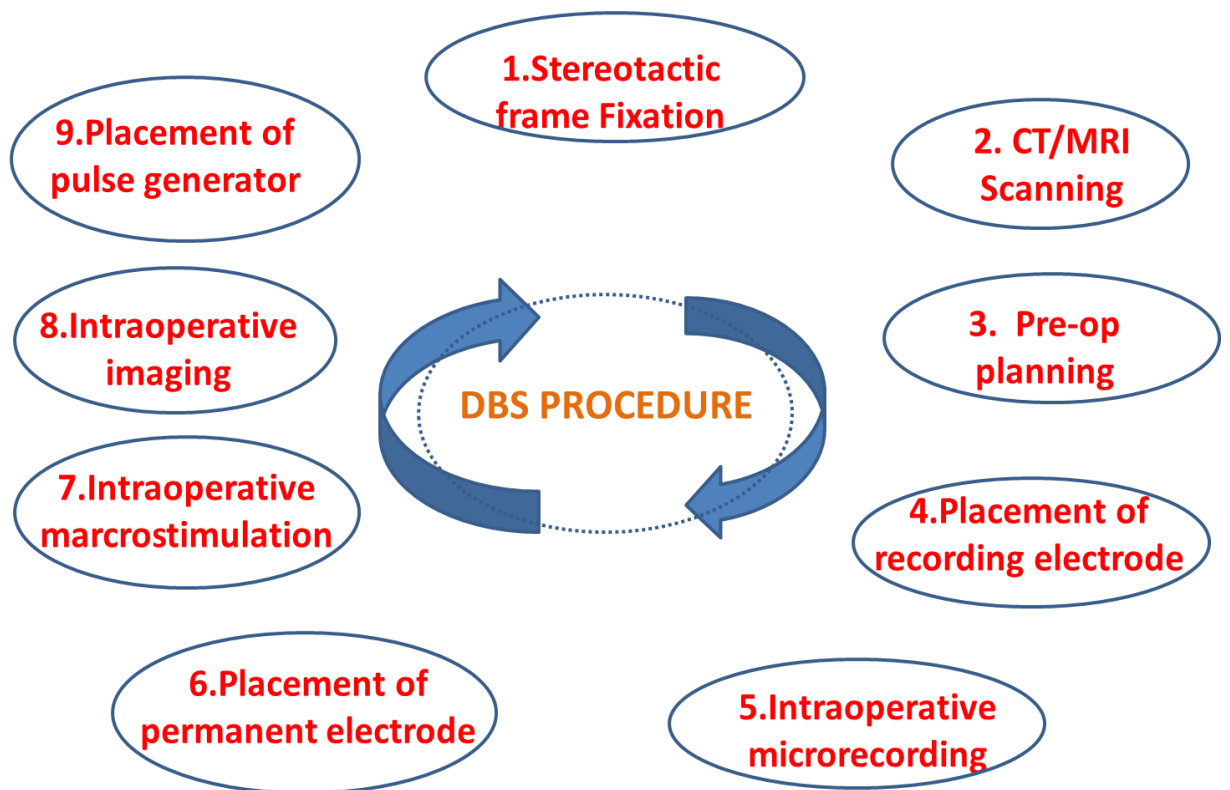 1.Stereotactic
frame Fixation
2. CT/MRI
Scanning
3. Pre-op
planning
4.Placement of
recording electrode
5.Intraoperative
microrecording
6.Placement of
permanent electrode
7.Intraoperative
marcrostimulation
8.Intraoperative
imaging
9.Placement of
pulse generator
DBS PROCEDURE